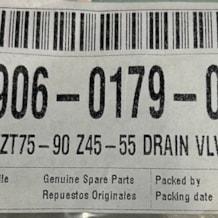 906-0179-0
ZT75-90 Z45-55 DRAIN VLV
Genuine Spare Parts Packed by
Repuestos Originales Packing date